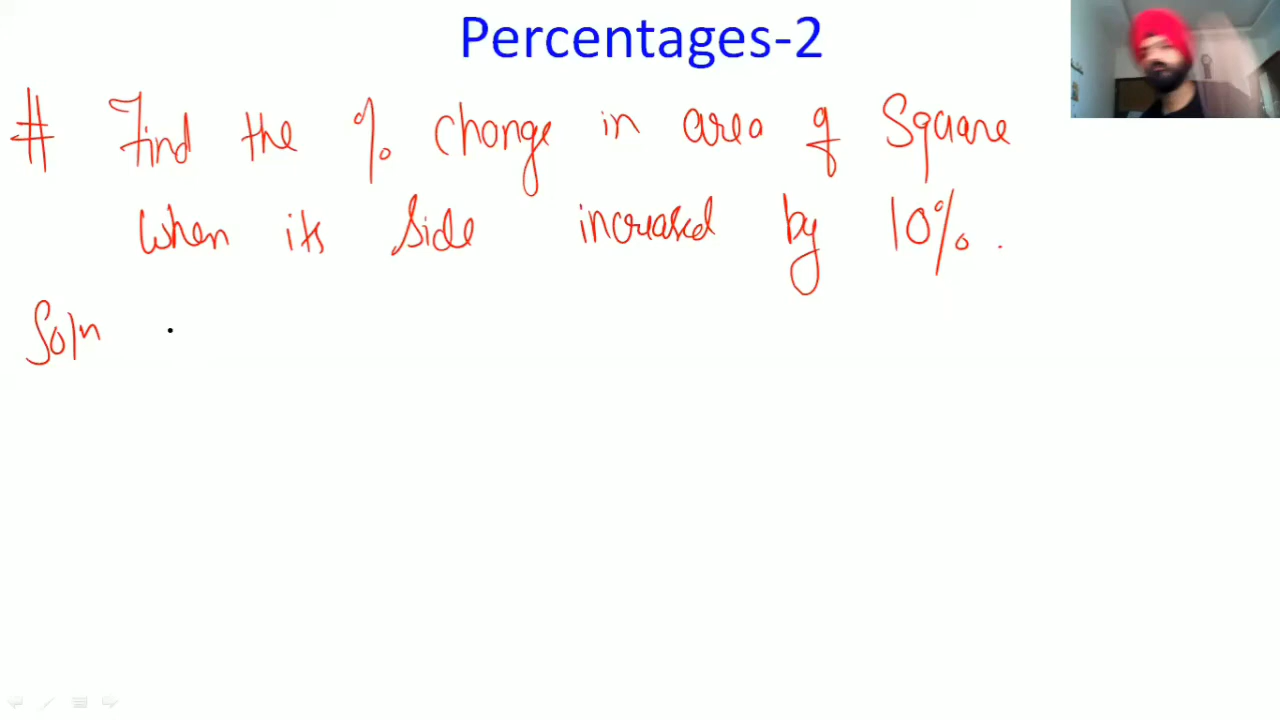 Percentages-2
# Find the % change in area of Square
when its side increased by 10%.
Soln